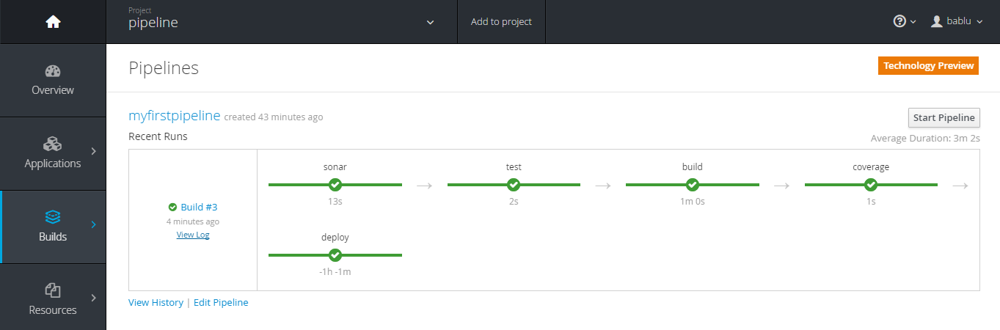 Project
pipeline
Add to project
bablu
Overview
Applications
Builds
Resources
Pipelines
Technology Preview
myfirstpipeline created 43 minutes ago
Start Pipeline
Recent Runs
Average Duration: 3m 2s
Build #3
4 minutes ago
View Log
sonar
13s
test
2s
build
1m 0s
coverage
1s
deploy
-1h -1m
View History | Edit Pipeline